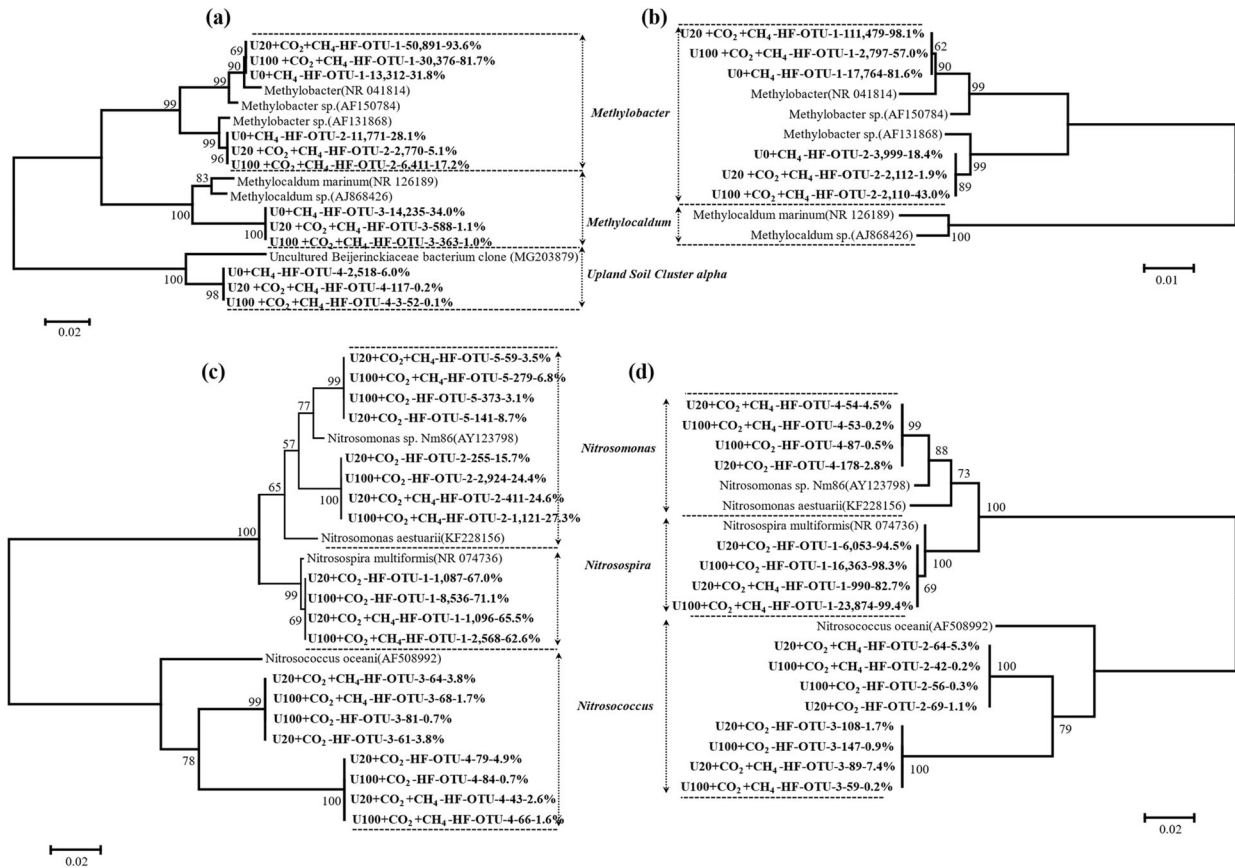 (a)
69
U20+CO2+CH4-HF-OTU-1-50,891-93.6%
90
U100 +CO2+CH4-HF-OTU-1-30,376-81.7%
99
U0+CH4-HF-OTU-1-13,312-31.8%
Methylobacter(NR 041814)
99
Methylobacter sp.(AF150784)
Methylobacter sp.(AF131868)
99
U0+CH4-HF-OTU-2-11,771-28.1%
96
U20 +CO2+CH4-HF-OTU-2-2,770-5.1%
U100 +CO2+CH4-HF-OTU-2-6,411-17.2%
Methylobacter
83
Methylocaldum marinum(NR 126189)
Methylocaldum sp.(AJ868426)
100
U0+CH4-HF-OTU-3-14,235-34.0%
U20 +CO2+CH4-HF-OTU-3-588-1.1%
100
U100 +CO2+CH4-HF-OTU-3-363-1.0%
Methylocaldum
Uncultured Beijerinckiaceae bacterium clone (MG203879)
100
U0+CH4-HF-OTU-4-2,518-6.0%
98
U20 +CO2+CH4-HF-OTU-4-117-0.2%
U100 +CO2+CH4-HF-OTU-4-3-52-0.1%
Upland Soil Cluster alpha
0.02
(b)
U20 +CO2+CH4-HF-OTU-1-111,479-98.1%
62
U100 +CO2+CH4-HF-OTU-1-2,797-57.0%
90
U0+CH4-HF-OTU-1-17,764-81.6%
99
Methylobacter(NR 041814)
Methylobacter sp.(AF150784)
Methylobacter sp.(AF131868)
U0+CH4-HF-OTU-2-3,999-18.4%
99
U20 +CO2+CH4-HF-OTU-2-2,112-1.9%
89
U100 +CO2+CH4-HF-OTU-2-2,110-43.0%
Methylocaldum marinum(NR 126189)
Methylocaldum sp.(AJ868426)
100
0.01
(c)
U20+CO2+CH4-HF-OTU-5-59-3.5%
99
U100+CO2+CH4-HF-OTU-5-279-6.8%
U100+CO2-HF-OTU-5-373-3.1%
77
U20+CO2-HF-OTU-5-141-8.7%
57
Nitrosomonas sp. Nm86(AY123798)
65
U20+CO2-HF-OTU-2-255-15.7%
U100+CO2-HF-OTU-2-2,924-24.4%
100
U20+CO2+CH4-HF-OTU-2-411-24.6%
U100+CO2+CH4-HF-OTU-2-1,121-27.3%
100
Nitrosomonas aestuarii(KF228156)
Nitrosomonas
Nitrosospira multiformis(NR 074736)
U20+CO2-HF-OTU-1-1,087-67.0%
99
U100+CO2-HF-OTU-1-8,536-71.1%
69
U20+CO2+CH4-HF-OTU-1-1,096-65.5%
U100+CO2+CH4-HF-OTU-1-2,568-62.6%
Nitrosospira
Nitrosococcus oceani(AF508992)
U20+CO2+CH4-HF-OTU-3-64-3.8%
99
U100+CO2+CH4-HF-OTU-3-68-1.7%
U100+CO2-HF-OTU-3-81-0.7%
U20+CO2-HF-OTU-3-61-3.8%
78
U20+CO2-HF-OTU-4-79-4.9%
U100+CO2-HF-OTU-4-84-0.7%
100
U20+CO2+CH4-HF-OTU-4-43-2.6%
U100+CO2+CH4-HF-OTU-4-66-1.6%
Nitrosococcus
0.02
(d)
U20+CO2+CH4-HF-OTU-4-54-4.5%
U100+CO2+CH4-HF-OTU-4-53-0.2%
99
U100+CO2-HF-OTU-4-87-0.5%
88
U20+CO2-HF-OTU-4-178-2.8%
73
Nitrosomonas sp. Nm86(AY123798)
Nitrosomonas aestuarii(KF228156)
100
Nitrosospira multiformis(NR 074736)
U20+CO2-HF-OTU-1-6,053-94.5%
100
U100+CO2-HF-OTU-1-16,363-98.3%
69
U20+CO2+CH4-HF-OTU-1-990-82.7%
U100+CO2+CH4-HF-OTU-1-23,874-99.4%
Nitrosococcus oceani(AF508992)
U20+CO2+CH4-HF-OTU-2-64-5.3%
100
U100+CO2+CH4-HF-OTU-2-42-0.2%
U100+CO2-HF-OTU-2-56-0.3%
U20+CO2-HF-OTU-2-69-1.1%
79
U20+CO2-HF-OTU-3-108-1.7%
U100+CO2-HF-OTU-3-147-0.9%
100
U20+CO2+CH4-HF-OTU-3-89-7.4%
U100+CO2+CH4-HF-OTU-3-59-0.2%
0.02